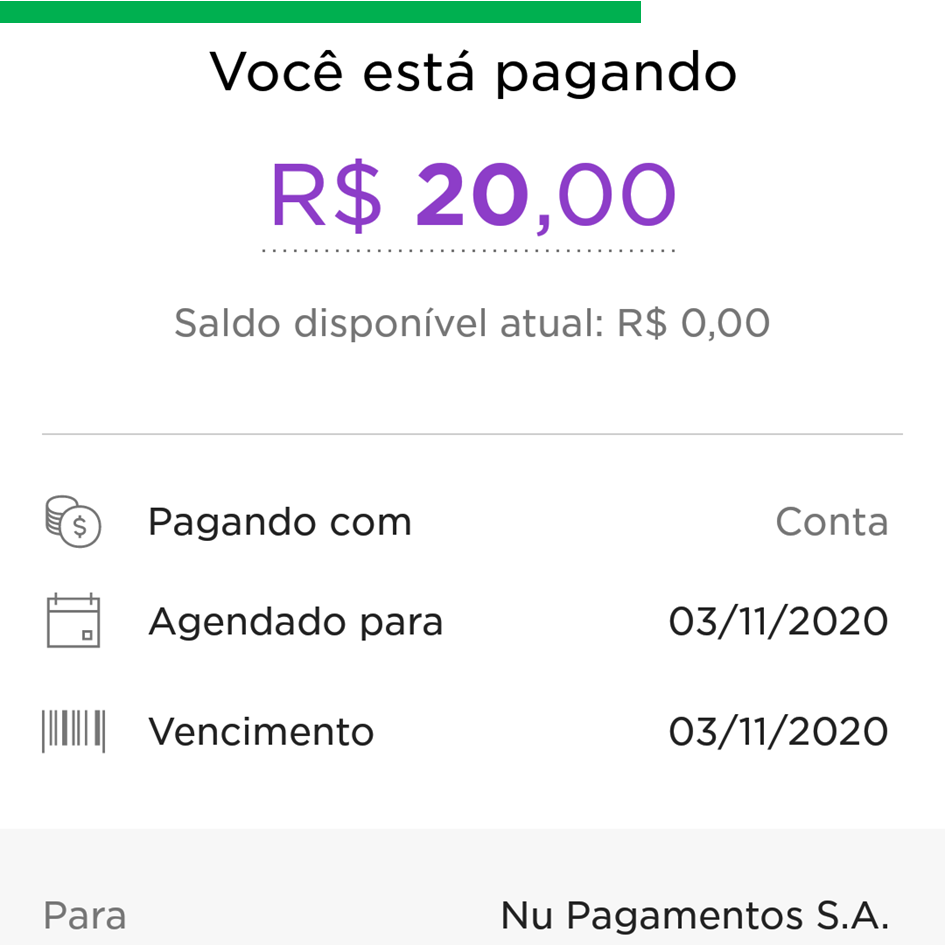 Você está pagando
R$ 20,00
Saldo disponível atual: R$ 0,00
Pagando com Conta
Agendado para 03/11/2020
Vencimento 03/11/2020
Para Nu Pagamentos S.A.